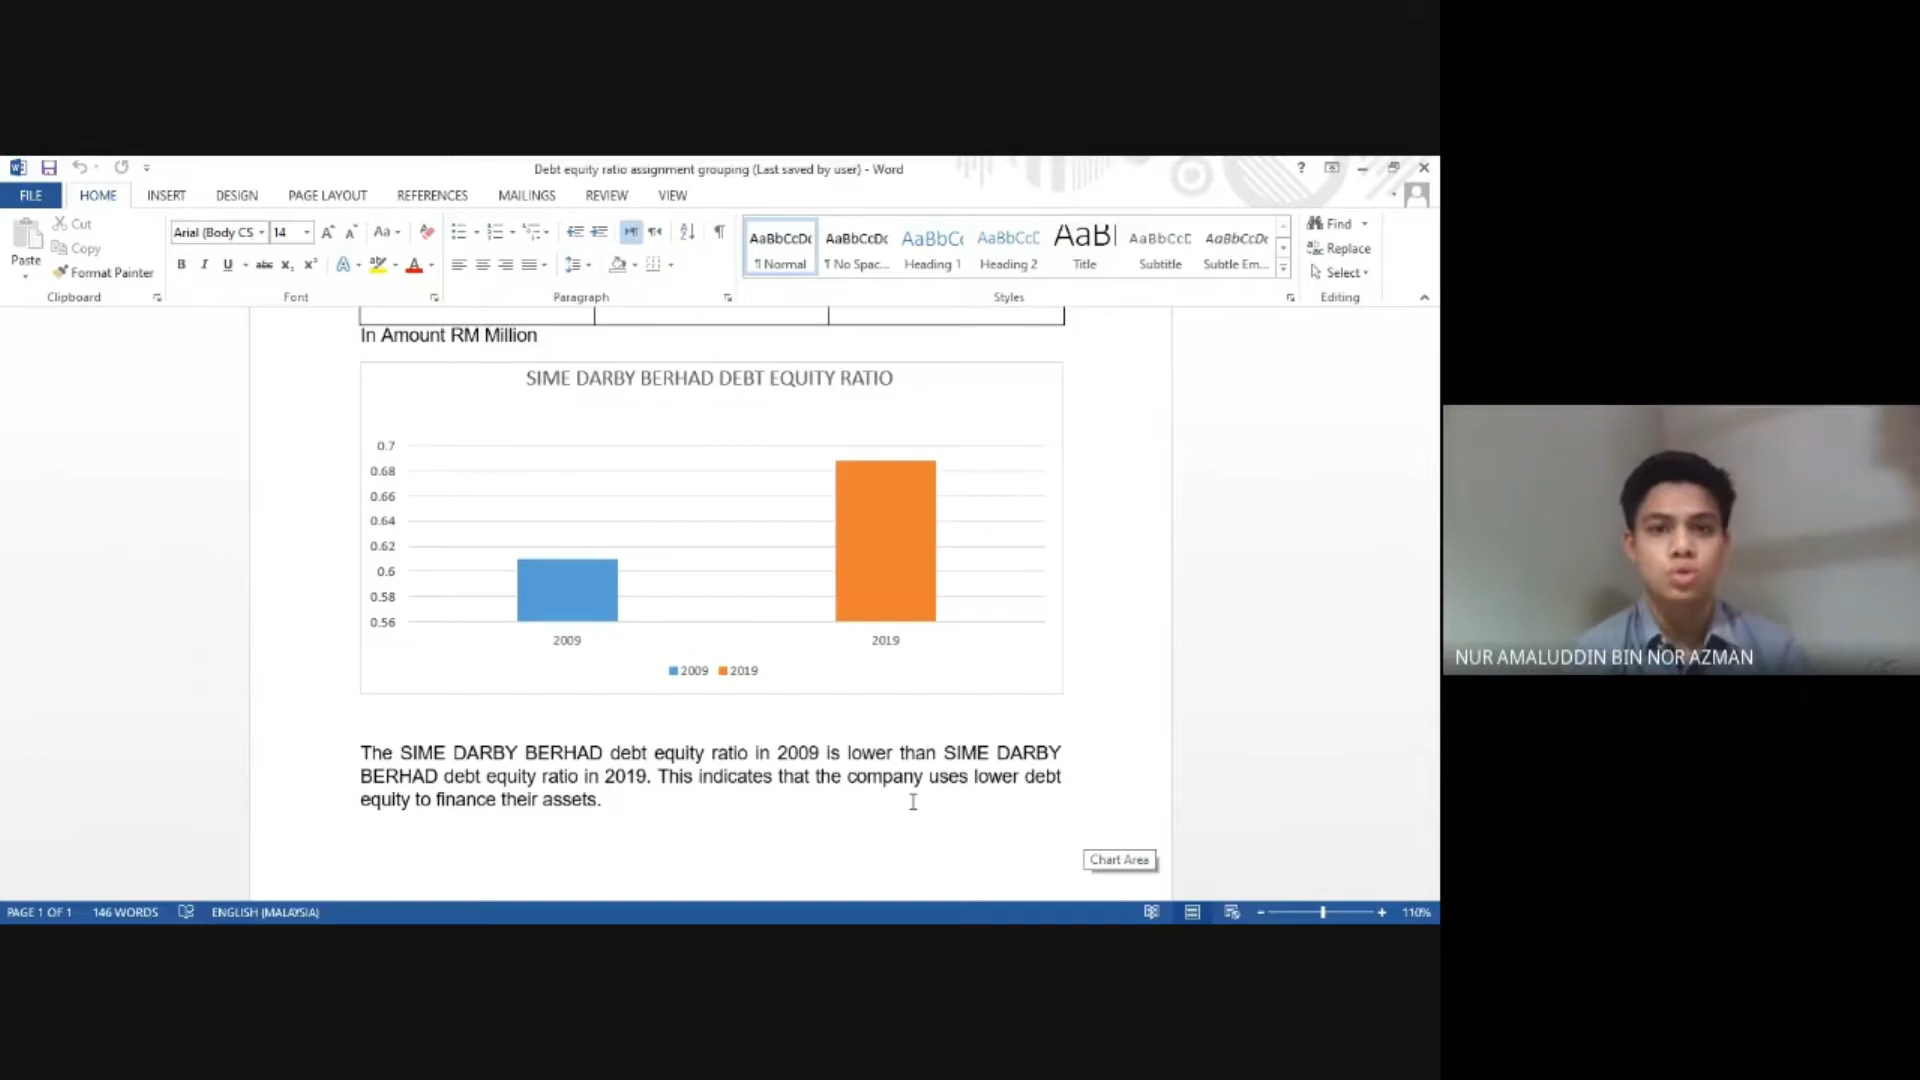 Debt equity ratio assignment grouping (Last saved by user) - Word
?
FILE HOME INSERT DESIGN PAGE LAYOUT REFERENCES MAILINGS REVIEW VIEW
Paste
Cut
Copy
Format Painter
Clipboard
Arial (Body CS 14
Font
Paragraph
AaBbCcDc AaBbCcDc AaBbCc AaBbCcC AaBl AaBbCcC AaBbCcDc
¶ Normal ¶ No Spac... Heading 1 Heading 2 Title Subtitle Subtle Em...
Styles
Find
Replace
Select
Editing
In Amount RM Million
SIME DARBY BERHAD DEBT EQUITY RATIO
0.7
0.68
0.66
0.64
0.62
0.6
0.58
0.56
2009 2019
2009 2019
The SIME DARBY BERHAD debt equity ratio in 2009 is lower than SIME DARBY
BERHAD debt equity ratio in 2019. This indicates that the company uses lower debt
equity to finance their assets.
Chart Area
PAGE 1 OF 1 146 WORDS ENGLISH (MALAYSIA) 110%
NUR AMALUDDIN BIN NOR AZMAN